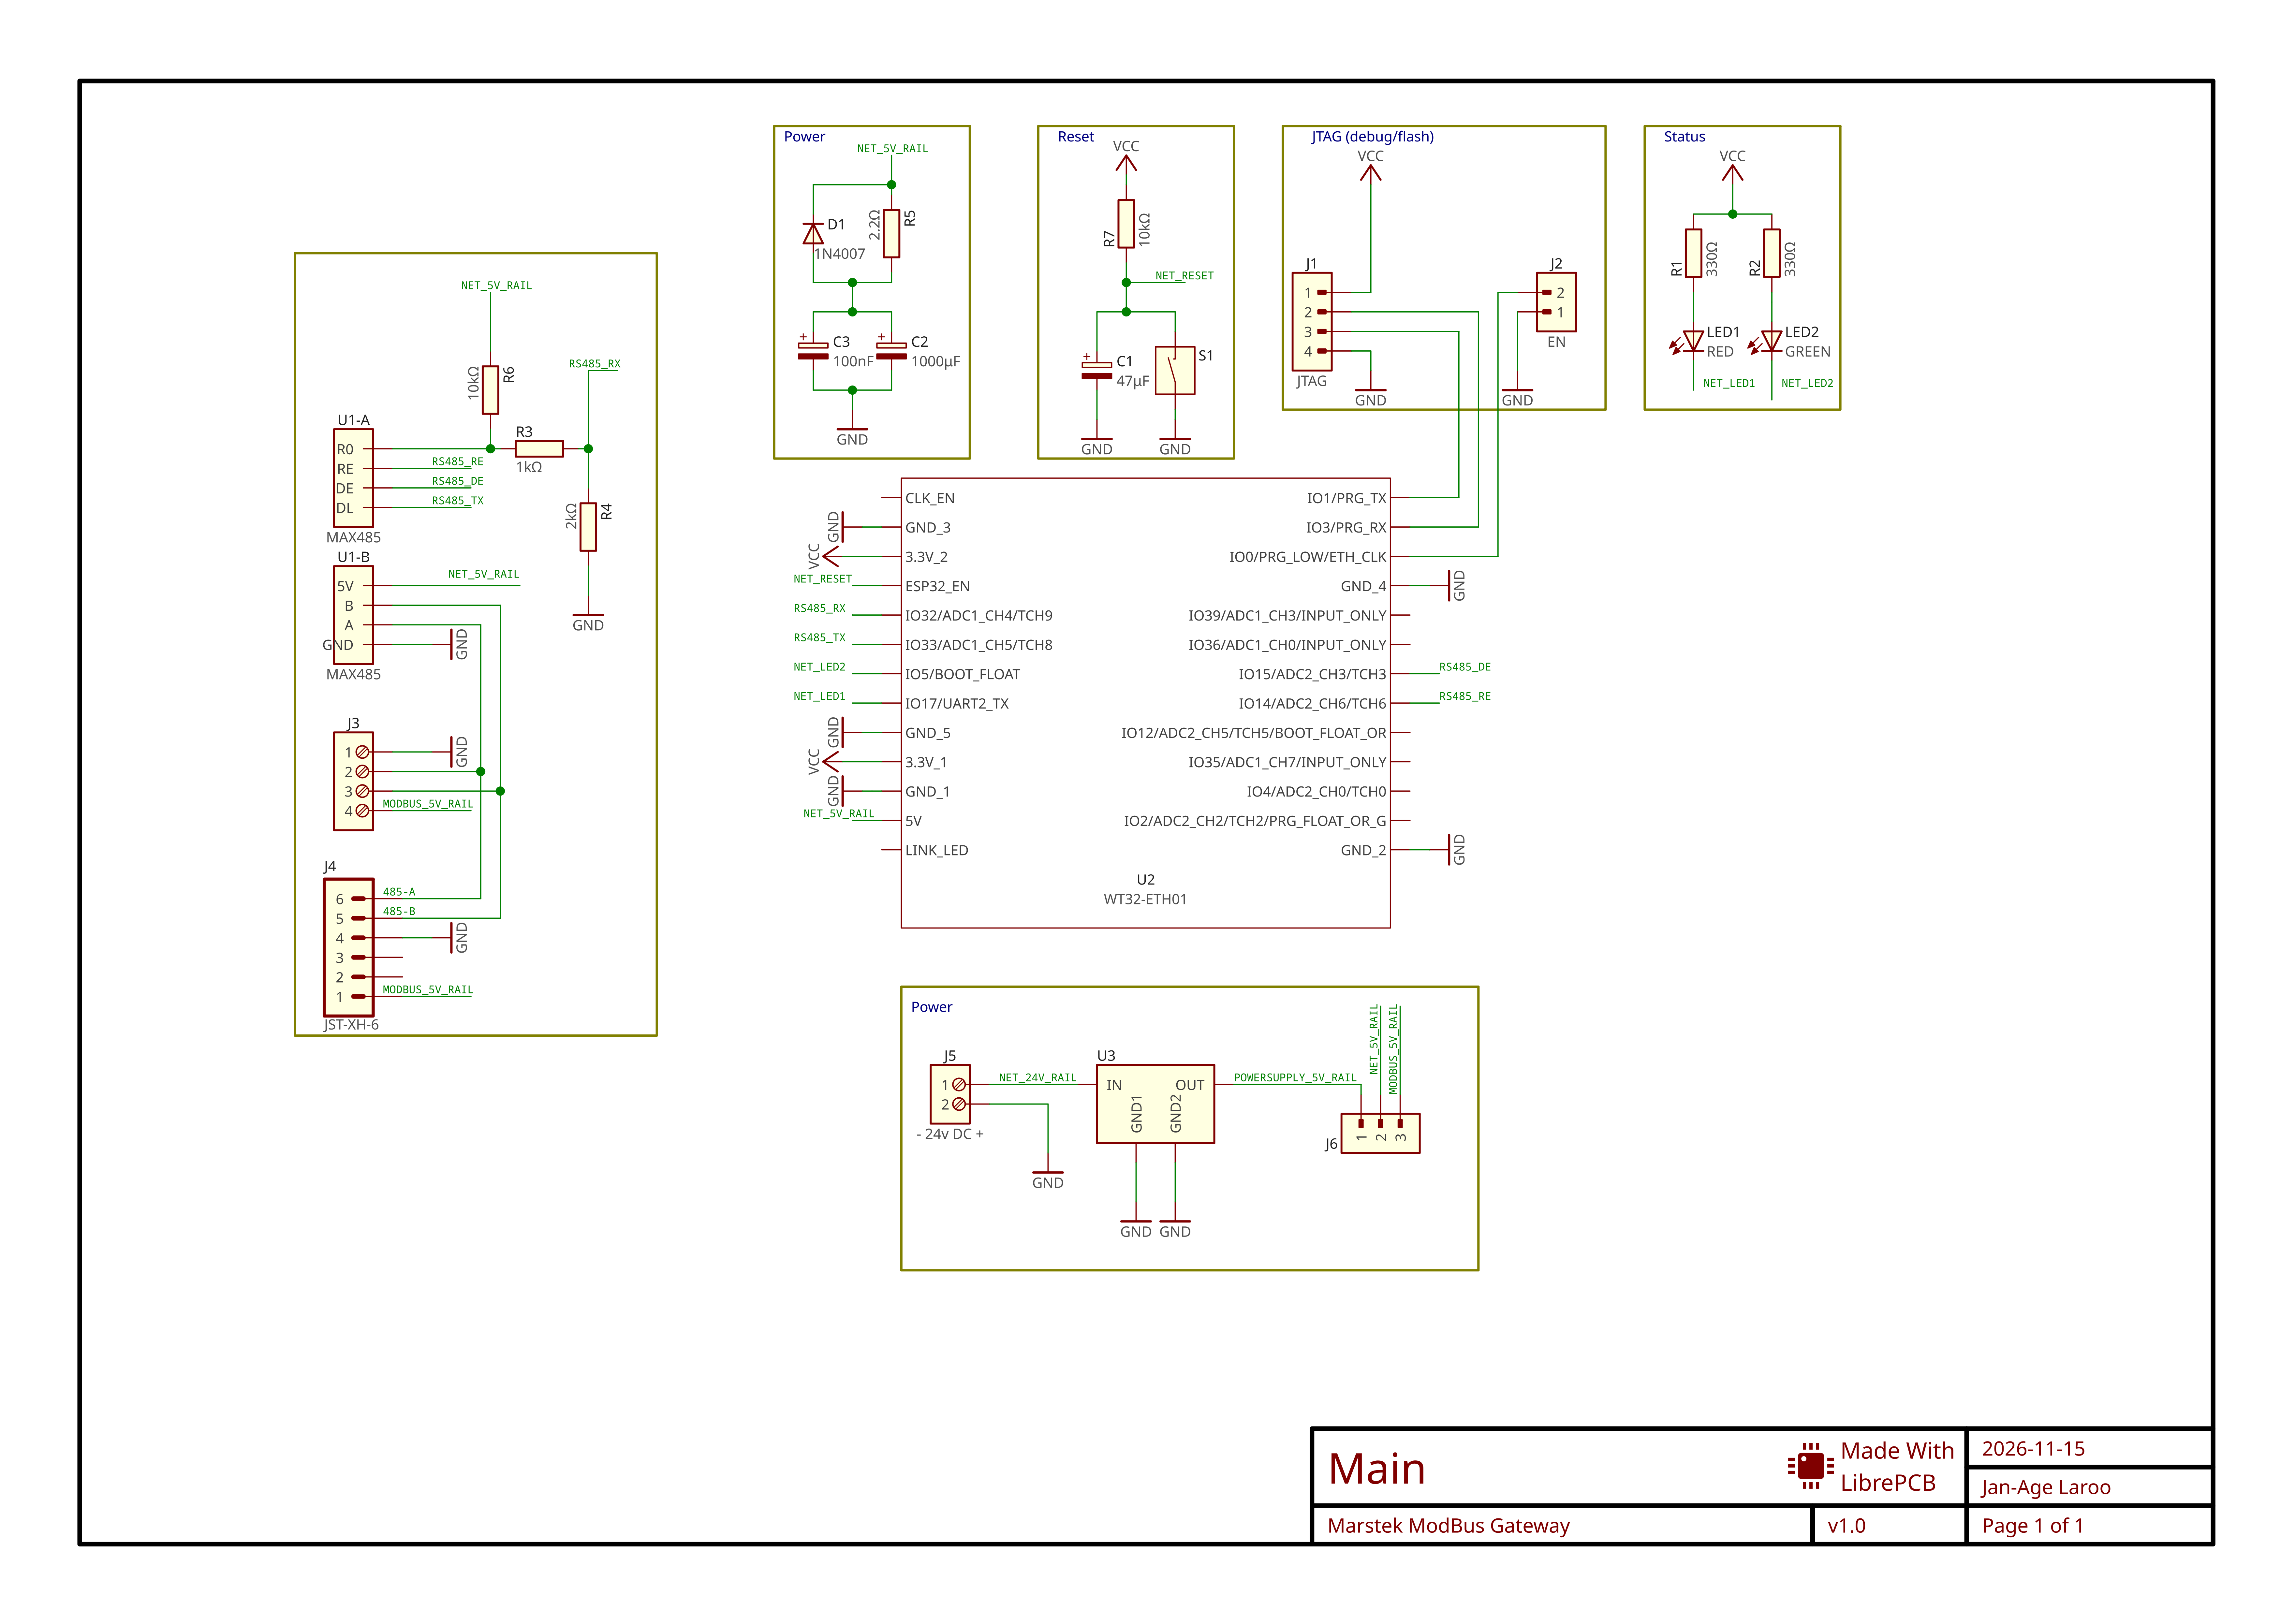 Power
NET_5V_RAIL
D1
1N4007
2.2Ω
R5
+
C3
100nF
+
C2
1000µF
GND
Reset
VCC
R7
10kΩ
NET_RESET
+
C1
47µF
S1
GND
GND
JTAG (debug/flash)
VCC
J1
1
2
3
4
JTAG
GND
J2
2
1
EN
GND
Status
VCC
R1
330Ω
R2
330Ω
LED1
RED
LED2
GREEN
NET_LED1
NET_LED2
NET_5V_RAIL
10kΩ
R6
RS485_RX
U1-A
R0
RE
DE
DL
RS485_RE
RS485_DE
RS485_TX
MAX485
R3
1kΩ
2kΩ
R4
GND
U1-B
5V
B
A
GND
NET_5V_RAIL
GND
MAX485
J3
1
2
3
4
GND
MODBUS_5V_RAIL
J4
6
5
4
3
2
1
485-A
485-B
GND
MODBUS_5V_RAIL
JST-XH-6
CLK_EN
GND GND_3
VCC 3.3V_2
NET_RESET ESP32_EN
RS485_RX IO32/ADC1_CH4/TCH9
RS485_TX IO33/ADC1_CH5/TCH8
NET_LED2 IO5/BOOT_FLOAT
NET_LED1 IO17/UART2_TX
GND GND_5
VCC 3.3V_1
GND GND_1
NET_5V_RAIL 5V
LINK_LED
IO1/PRG_TX
IO3/PRG_RX
IO0/PRG_LOW/ETH_CLK
GND_4 GND
IO39/ADC1_CH3/INPUT_ONLY
IO36/ADC1_CH0/INPUT_ONLY
IO15/ADC2_CH3/TCH3 RS485_DE
IO14/ADC2_CH6/TCH6 RS485_RE
IO12/ADC2_CH5/TCH5/BOOT_FLOAT_OR
IO35/ADC1_CH7/INPUT_ONLY
IO4/ADC2_CH0/TCH0
IO2/ADC2_CH2/TCH2/PRG_FLOAT_OR_G
GND_2 GND
U2
WT32-ETH01
Power
J5
1
2
- 24v DC +
NET_24V_RAIL
GND
U3
IN
OUT
GND1
GND2
GND
GND
POWERSUPPLY_5V_RAIL
NET_5V_RAIL
MODBUS_5V_RAIL
J6
1
2
3
Main
Made With
LibrePCB
2026-11-15
Jan-Age Laroo
Marstek ModBus Gateway
v1.0
Page 1 of 1